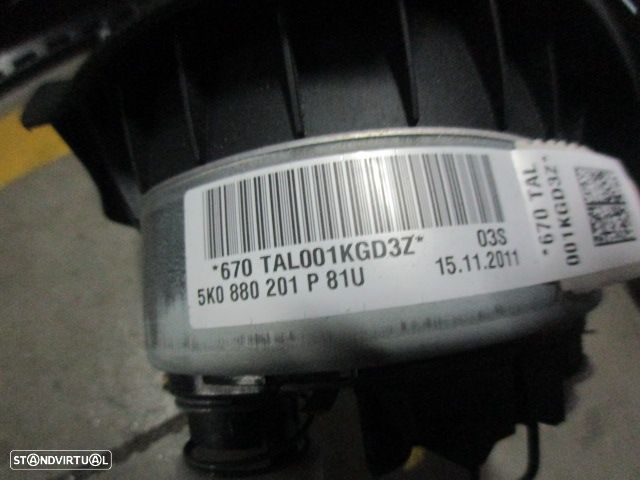 *670 TAL001KGD3Z*
03S
5K0 880 201 P 81U
15.11.2011
*670 TAL
001KGD3Z*
STANDVIRTUAL